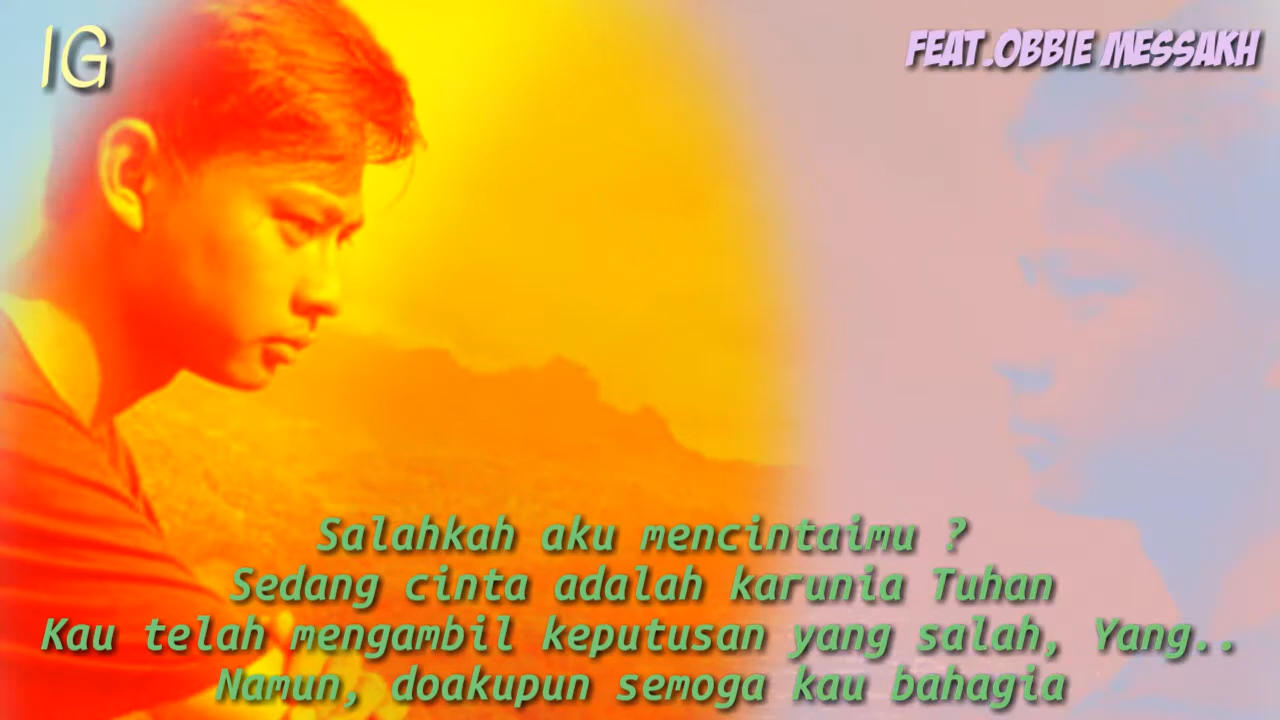 IG
FEAT.OBBIE MESSAKH
Salahkah aku mencintaimu ?
Sedang cinta adalah karunia Tuhan
Kau telah mengambil keputusan yang salah, Yang..
Namun, doakupun semoga kau bahagia